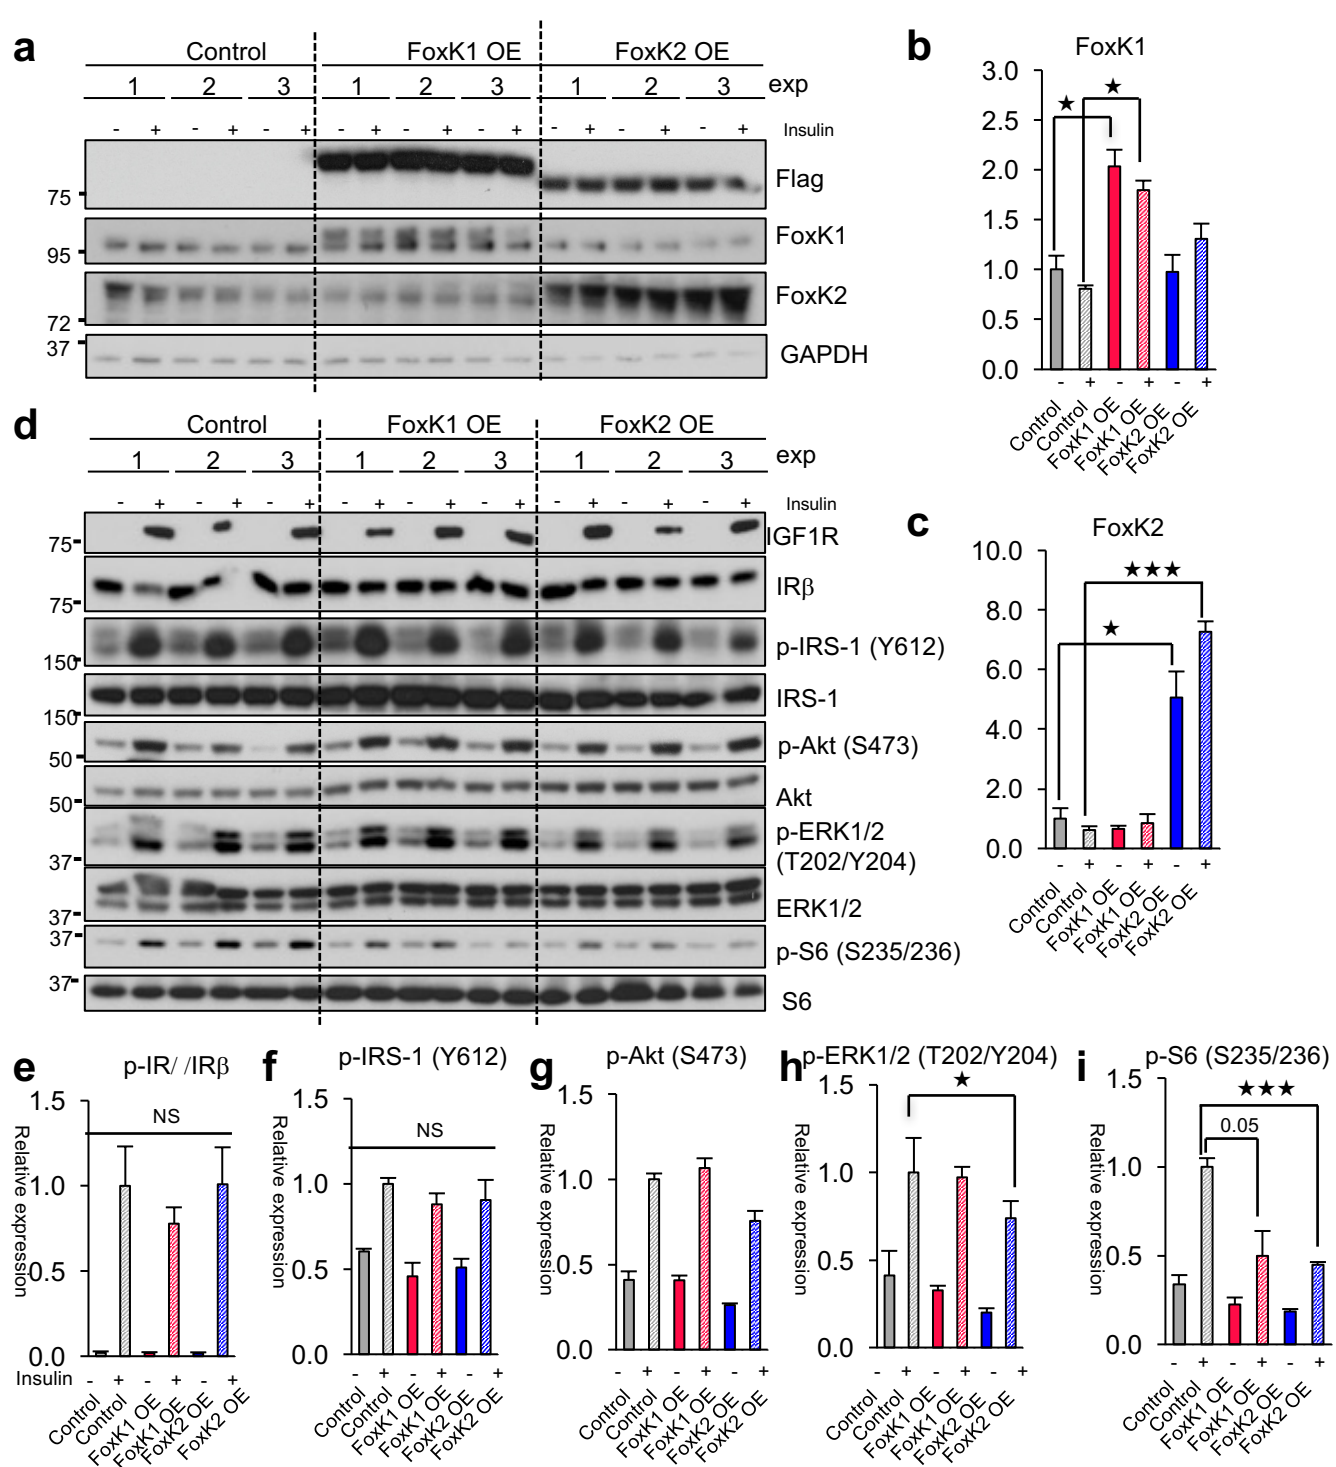 a
Control FoxK1 OE FoxK2 OE
1 2 3 1 2 3 1 2 3 exp
- + - + - + - + - + - + - + - + - + Insulin
75 Flag
95 FoxK1
72 FoxK2
37 GAPDH
b
FoxK1
★ ★
3.0
2.5
2.0
1.5
1.0
0.5
0.0
- + - + - +
Control Control FoxK1 OE FoxK1 OE FoxK2 OE FoxK2 OE
c
FoxK2
★★★
★
10.0
8.0
6.0
4.0
2.0
0.0
- + - + - +
Control Control FoxK1 OE FoxK1 OE FoxK2 OE FoxK2 OE
d
Control FoxK1 OE FoxK2 OE
1 2 3 1 2 3 1 2 3 exp
- + - + - + - + - + - + - + - + - + Insulin
75 IGF1R
75 IRβ
150 p-IRS-1 (Y612)
150 IRS-1
50 p-Akt (S473)
50 Akt
37 p-ERK1/2
(T202/Y204)
37 ERK1/2
37 p-S6 (S235/236)
37 S6
e
p-IR/ /IRβ
NS
Relative expression
1.5
1.0
0.5
0.0
Insulin - + - + - +
Control Control FoxK1 OE FoxK1 OE FoxK2 OE FoxK2 OE
f
p-IRS-1 (Y612)
NS
Relative expression
1.5
1.0
0.5
0.0
- + - + - +
Control Control FoxK1 OE FoxK1 OE FoxK2 OE FoxK2 OE
g
p-Akt (S473)
Relative expression
1.5
1.0
0.5
0.0
- + - + - +
Control Control FoxK1 OE FoxK1 OE FoxK2 OE FoxK2 OE
h
p-ERK1/2 (T202/Y204)
★
Relative expression
1.5
1.0
0.5
0.0
- + - + - +
Control Control FoxK1 OE FoxK1 OE FoxK2 OE FoxK2 OE
i
p-S6 (S235/236)
★★★
0.05
Relative expression
1.5
1.0
0.5
0.0
- + - + - +
Control Control FoxK1 OE FoxK1 OE FoxK2 OE FoxK2 OE